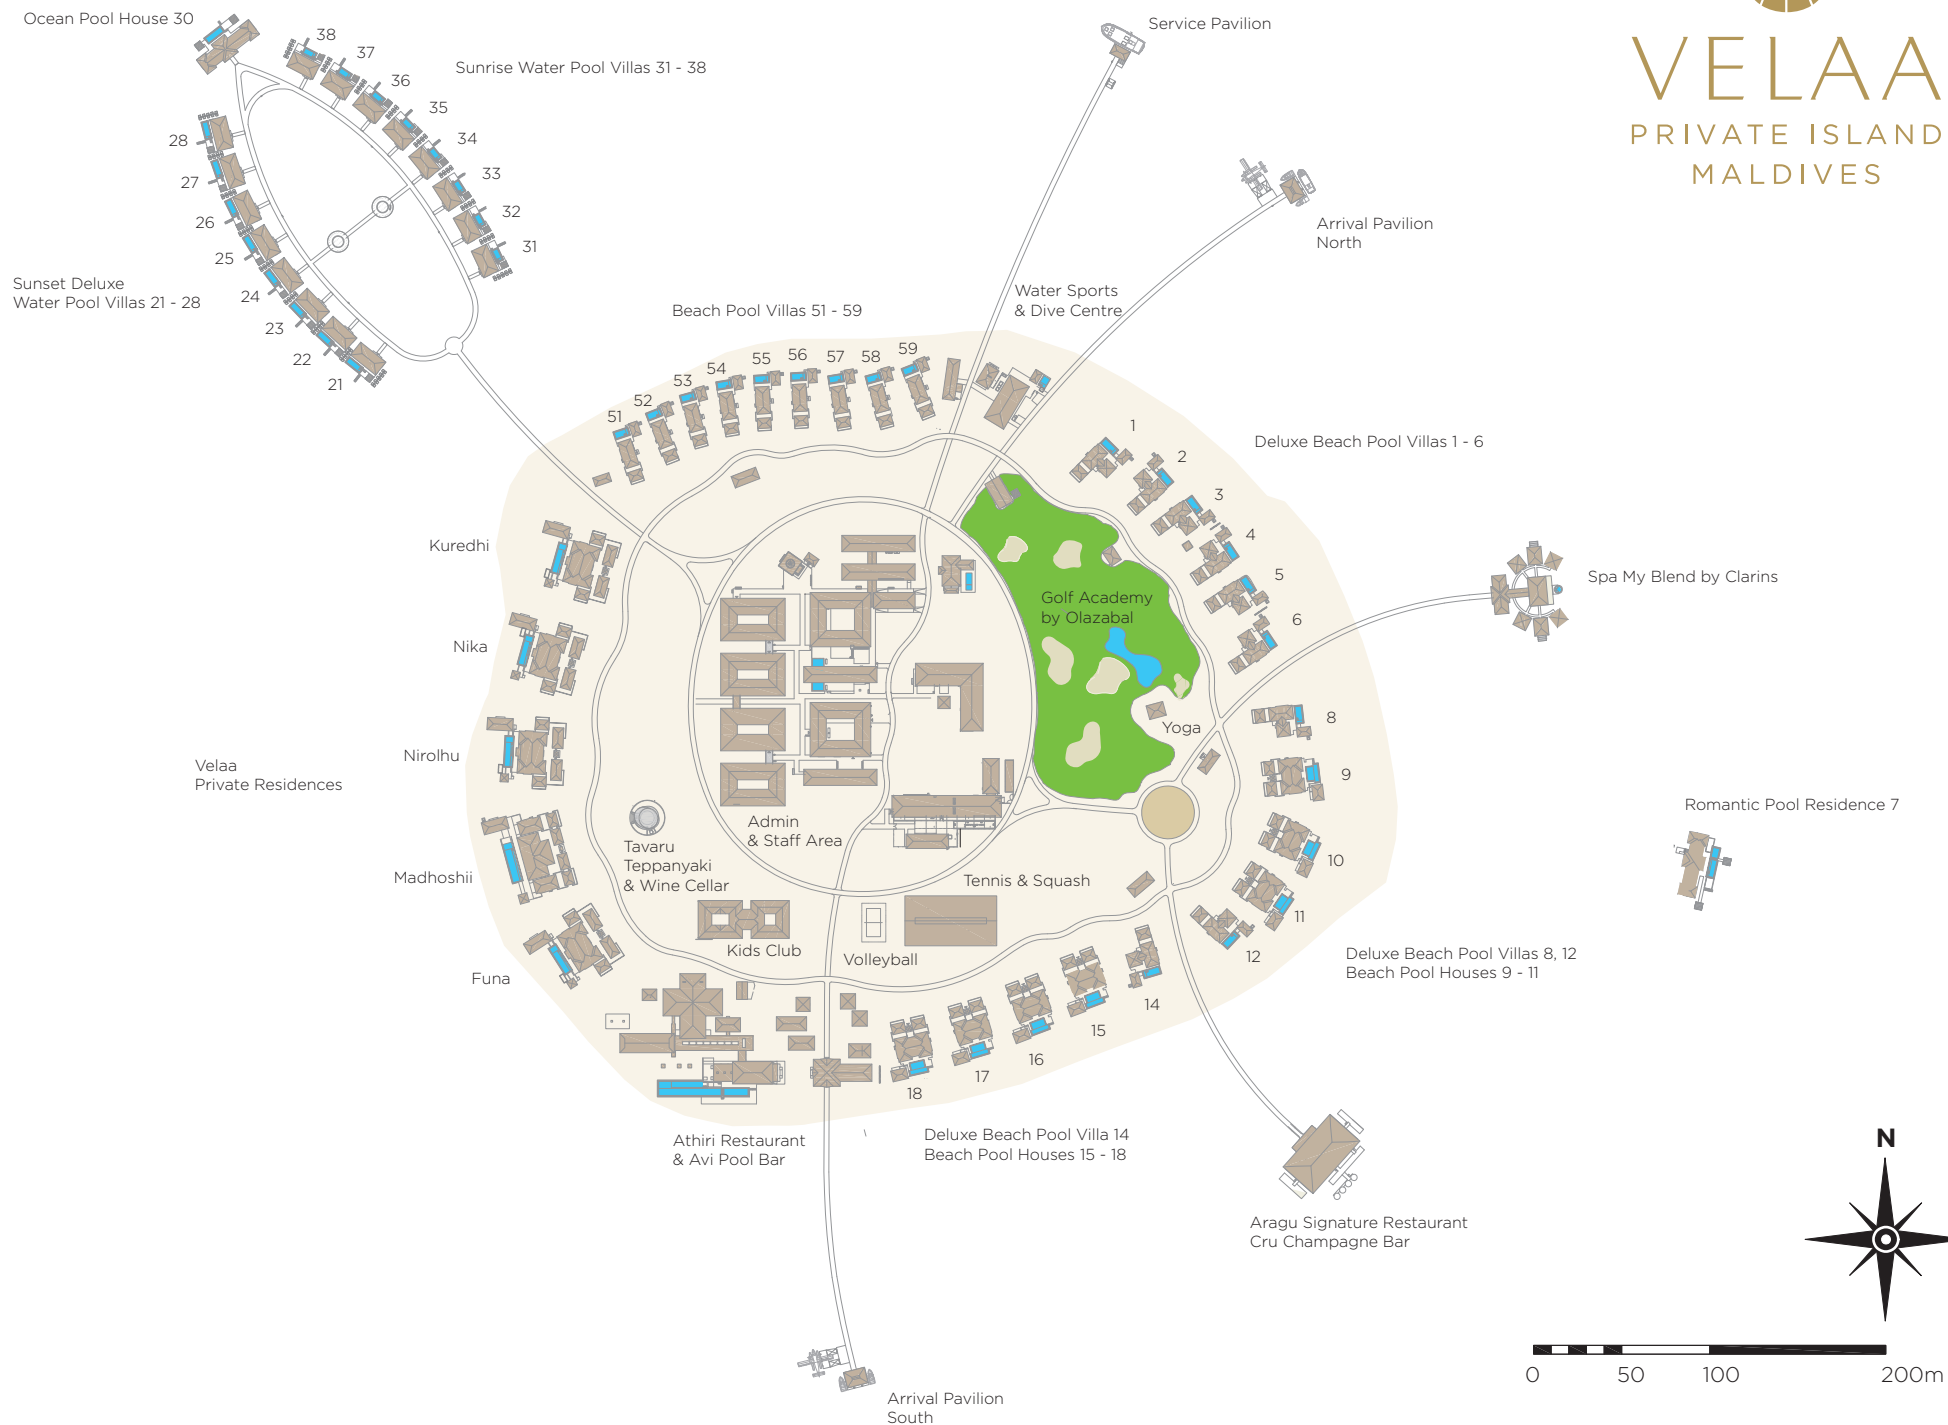 Ocean Pool House 30
Service Pavilion
VELAA
PRIVATE ISLAND
MALDIVES
38
37
36
35
34
33
32
31
Sunrise Water Pool Villas 31 - 38
28
27
26
25
24
23
22
21
Sunset Deluxe
Water Pool Villas 21 - 28
Arrival Pavilion
North
Water Sports
& Dive Centre
Beach Pool Villas 51 - 59
51
52
53
54
55
56
57
58
59
1
2
3
4
5
6
Deluxe Beach Pool Villas 1 - 6
Kuredhi
Nika
Nirolhu
Madhoshii
Funa
Velaa
Private Residences
Golf Academy
by Olazabal
Spa My Blend by Clarins
Yoga
8
9
10
11
12
Romantic Pool Residence 7
Admin
& Staff Area
Tavaru
Teppanyaki
& Wine Cellar
Tennis & Squash
Kids Club
Volleyball
Deluxe Beach Pool Villas 8, 12
Beach Pool Houses 9 - 11
14
15
16
17
18
Athiri Restaurant
& Avi Pool Bar
Deluxe Beach Pool Villa 14
Beach Pool Houses 15 - 18
Aragu Signature Restaurant
Cru Champagne Bar
N
0
50
100
200m
Arrival Pavilion
South